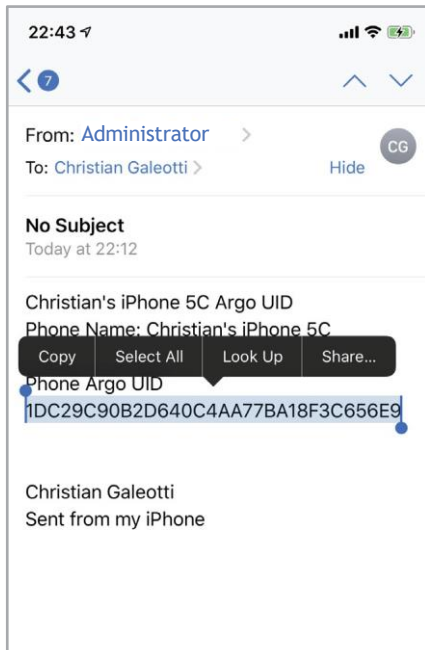 22:43
7
From: Administrator
CG
To: Christian Galeotti
Hide
No Subject
Today at 22:12
Christian's iPhone 5C Argo UID
Phone Name: Christian's iPhone 5C
Copy Select All Look Up Share...
Phone Argo UID
1DC29C90B2D640C4AA77BA18F3C656E9
Christian Galeotti
Sent from my iPhone